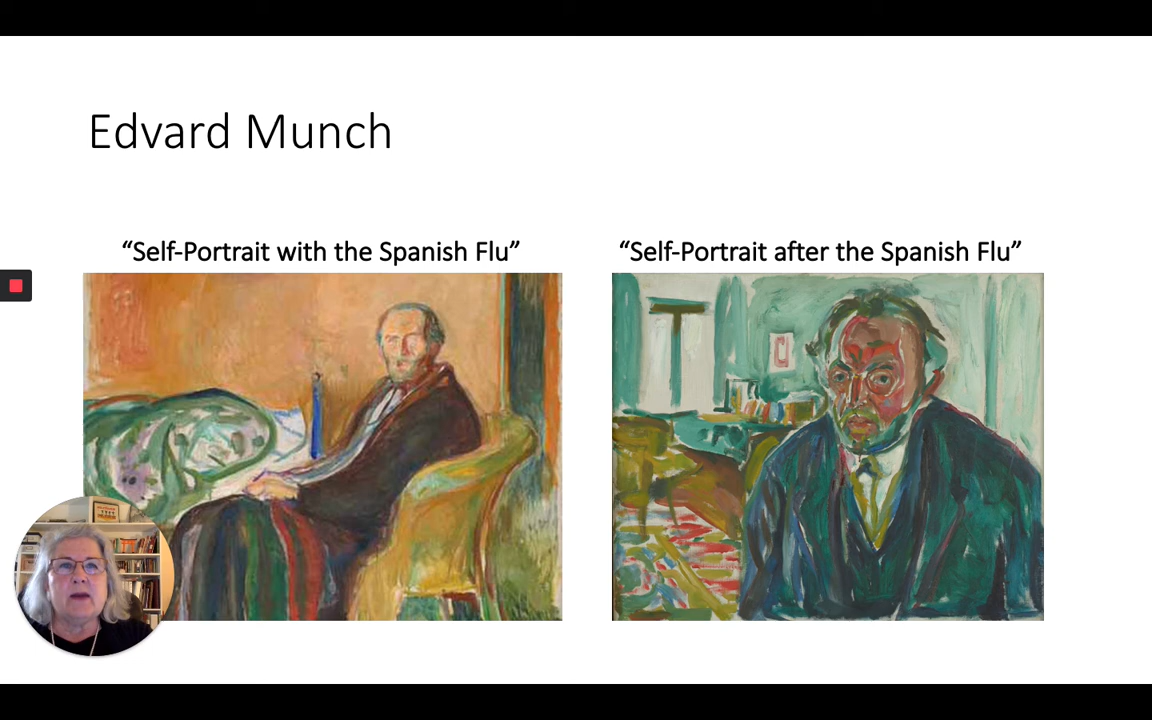 Edvard Munch
“Self-Portrait with the Spanish Flu”
“Self-Portrait after the Spanish Flu”